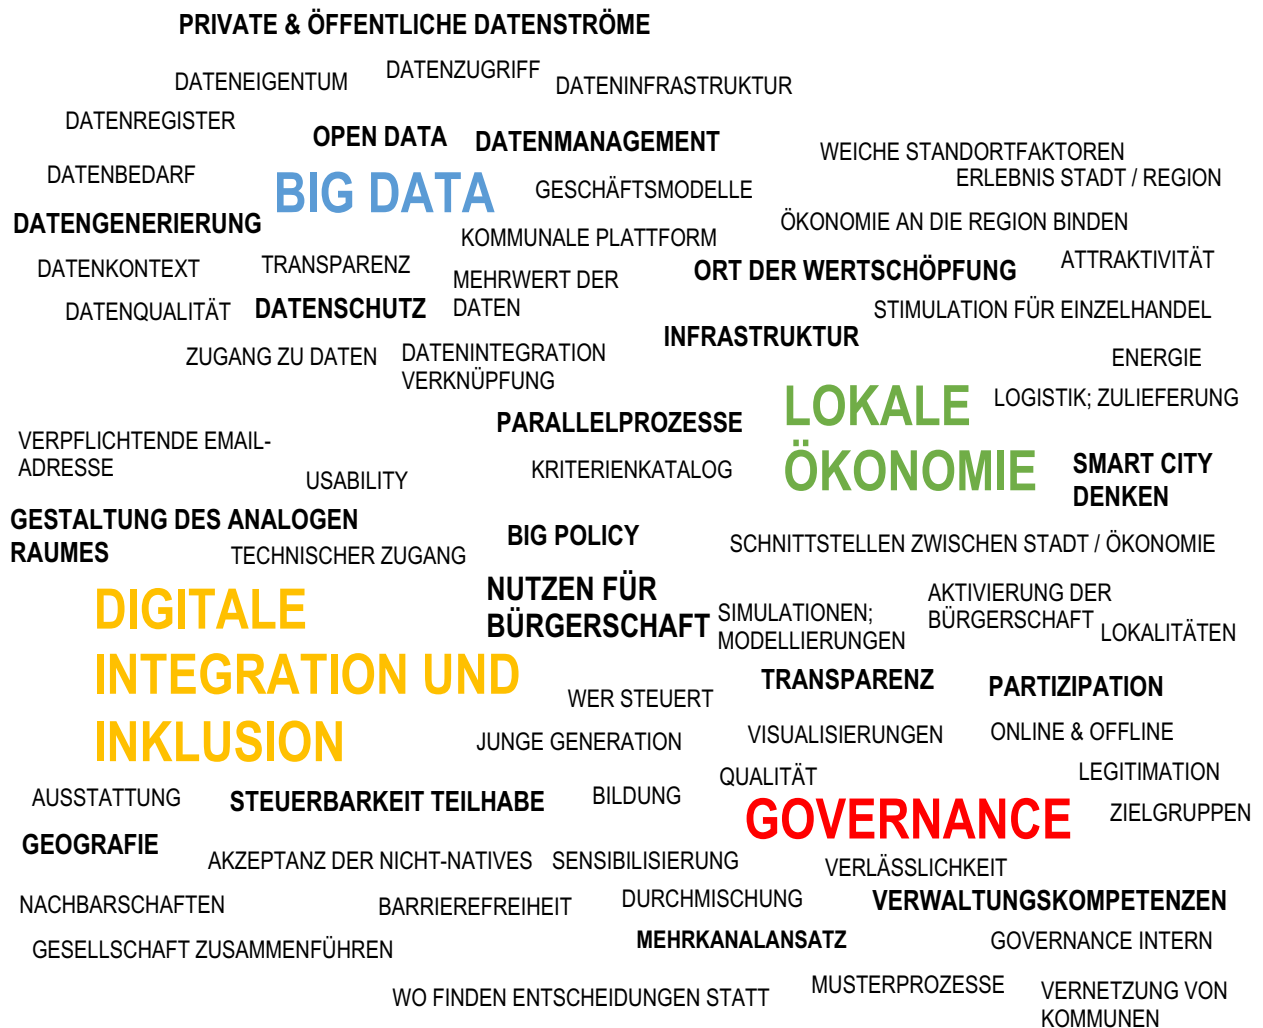 PRIVATE & ÖFFENTLICHE DATENSTRÖME
DATENEIGENTUM
DATENZUGRIFF
DATENINFRASTRUKTUR
DATENREGISTER
OPEN DATA
DATENMANAGEMENT
WEICHE STANDORTFAKTOREN
DATENBEDARF
BIG DATA
GESCHÄFTSMODELLE
ERLEBNIS STADT / REGION
DATENGENERIERUNG
KOMMUNALE PLATTFORM
ÖKONOMIE AN DIE REGION BINDEN
DATENKONTEXT
TRANSPARENZ
MEHRWERT DER
DATEN
ORT DER WERTSCHÖPFUNG
ATTRAKTIVITÄT
DATENQUALITÄT
DATENSCHUTZ
STIMULATION FÜR EINZELHANDEL
INFRASTRUKTUR
ZUGANG ZU DATEN
DATENINTEGRATION
VERKNÜPFUNG
ENERGIE
LOKALE
ÖKONOMIE
LOGISTIK; ZULIEFERUNG
PARALLELPROZESSE
VERPFLICHTENDE EMAIL-
ADRESSE
USABILITY
KRITERIENKATALOG
SMART CITY
DENKEN
GESTALTUNG DES ANALOGEN
RAUMES
TECHNISCHER ZUGANG
BIG POLICY
SCHNITTSTELLEN ZWISCHEN STADT / ÖKONOMIE
DIGITALE
INTEGRATION UND
INKLUSION
NUTZEN FÜR
BÜRGERSCHAFT
SIMULATIONEN;
MODELLIERUNGEN
AKTIVIERUNG DER
BÜRGERSCHAFT
LOKALITÄTEN
WER STEUERT
TRANSPARENZ
PARTIZIPATION
JUNGE GENERATION
VISUALISIERUNGEN
ONLINE & OFFLINE
QUALITÄT
LEGITIMATION
AUSSTATTUNG
STEUERBARKEIT TEILHABE
BILDUNG
GOVERNANCE
ZIELGRUPPEN
GEOGRAFIE
AKZEPTANZ DER NICHT-NATIVES
SENSIBILISIERUNG
VERLÄSSLICHKEIT
NACHBARSCHAFTEN
BARRIEREFREIHEIT
DURCHMISCHUNG
VERWALTUNGSKOMPETENZEN
GESELLSCHAFT ZUSAMMENFÜHREN
MEHRKANALANSATZ
GOVERNANCE INTERN
WO FINDEN ENTSCHEIDUNGEN STATT
MUSTERPROZESSE
VERNETZUNG VON
KOMMUNEN